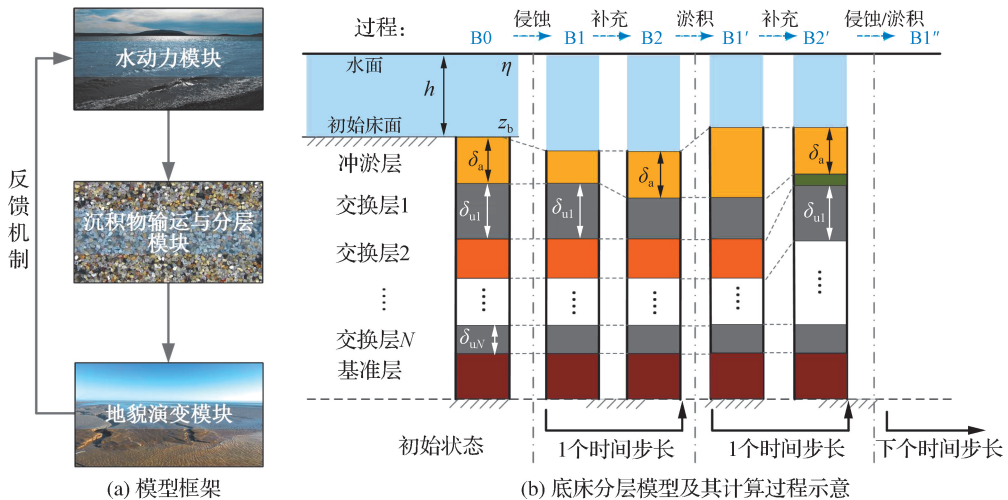 水动力模块
反馈机制
沉积物输运与分层
模块
地貌演变模块
(a) 模型框架
过程：
侵蚀 补充 淤积 补充 侵蚀/淤积
B0 B1 B2 B1′ B2′ B1″
水面 η
h
初始床面 z_b
冲淤层 δ_a δ_a δ_a
交换层1 δ_u1 δ_u1 δ_u1
交换层2
交换层N δ_uN
基准层
初始状态 1个时间步长 1个时间步长 下个时间步长
(b) 底床分层模型及其计算过程示意